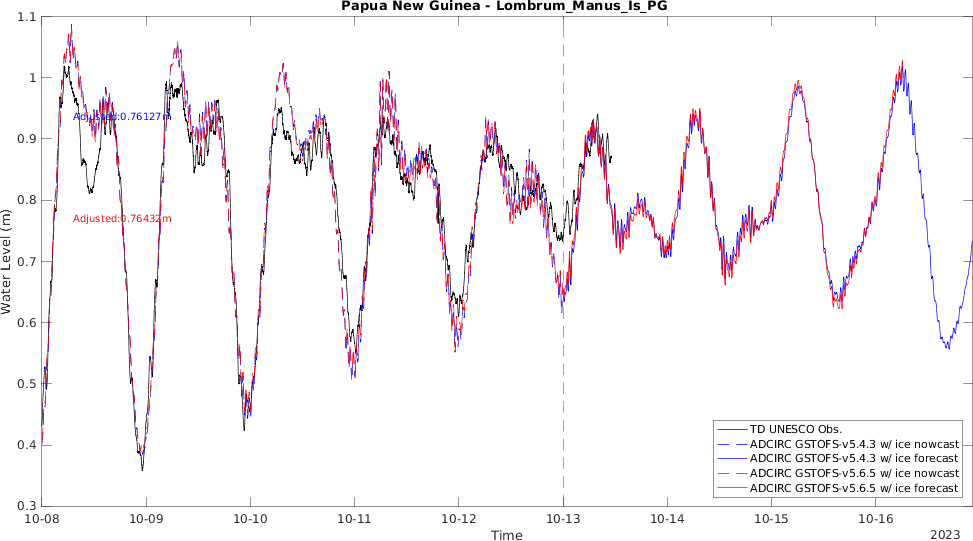 Papua New Guinea - Lombrum_Manus_Is_PG
1.1
1
0.9
0.8
0.7
0.6
0.5
0.4
0.3
Water Level (m)
Adjusted:0.76127m
Adjusted:0.76432m
TD UNESCO Obs.
ADCIRC GSTOFS-v5.4.3 w/ ice nowcast
ADCIRC GSTOFS-v5.4.3 w/ ice forecast
ADCIRC GSTOFS-v5.6.5 w/ ice nowcast
ADCIRC GSTOFS-v5.6.5 w/ ice forecast
10-08 10-09 10-10 10-11 10-12 10-13 10-14 10-15 10-16
Time
2023